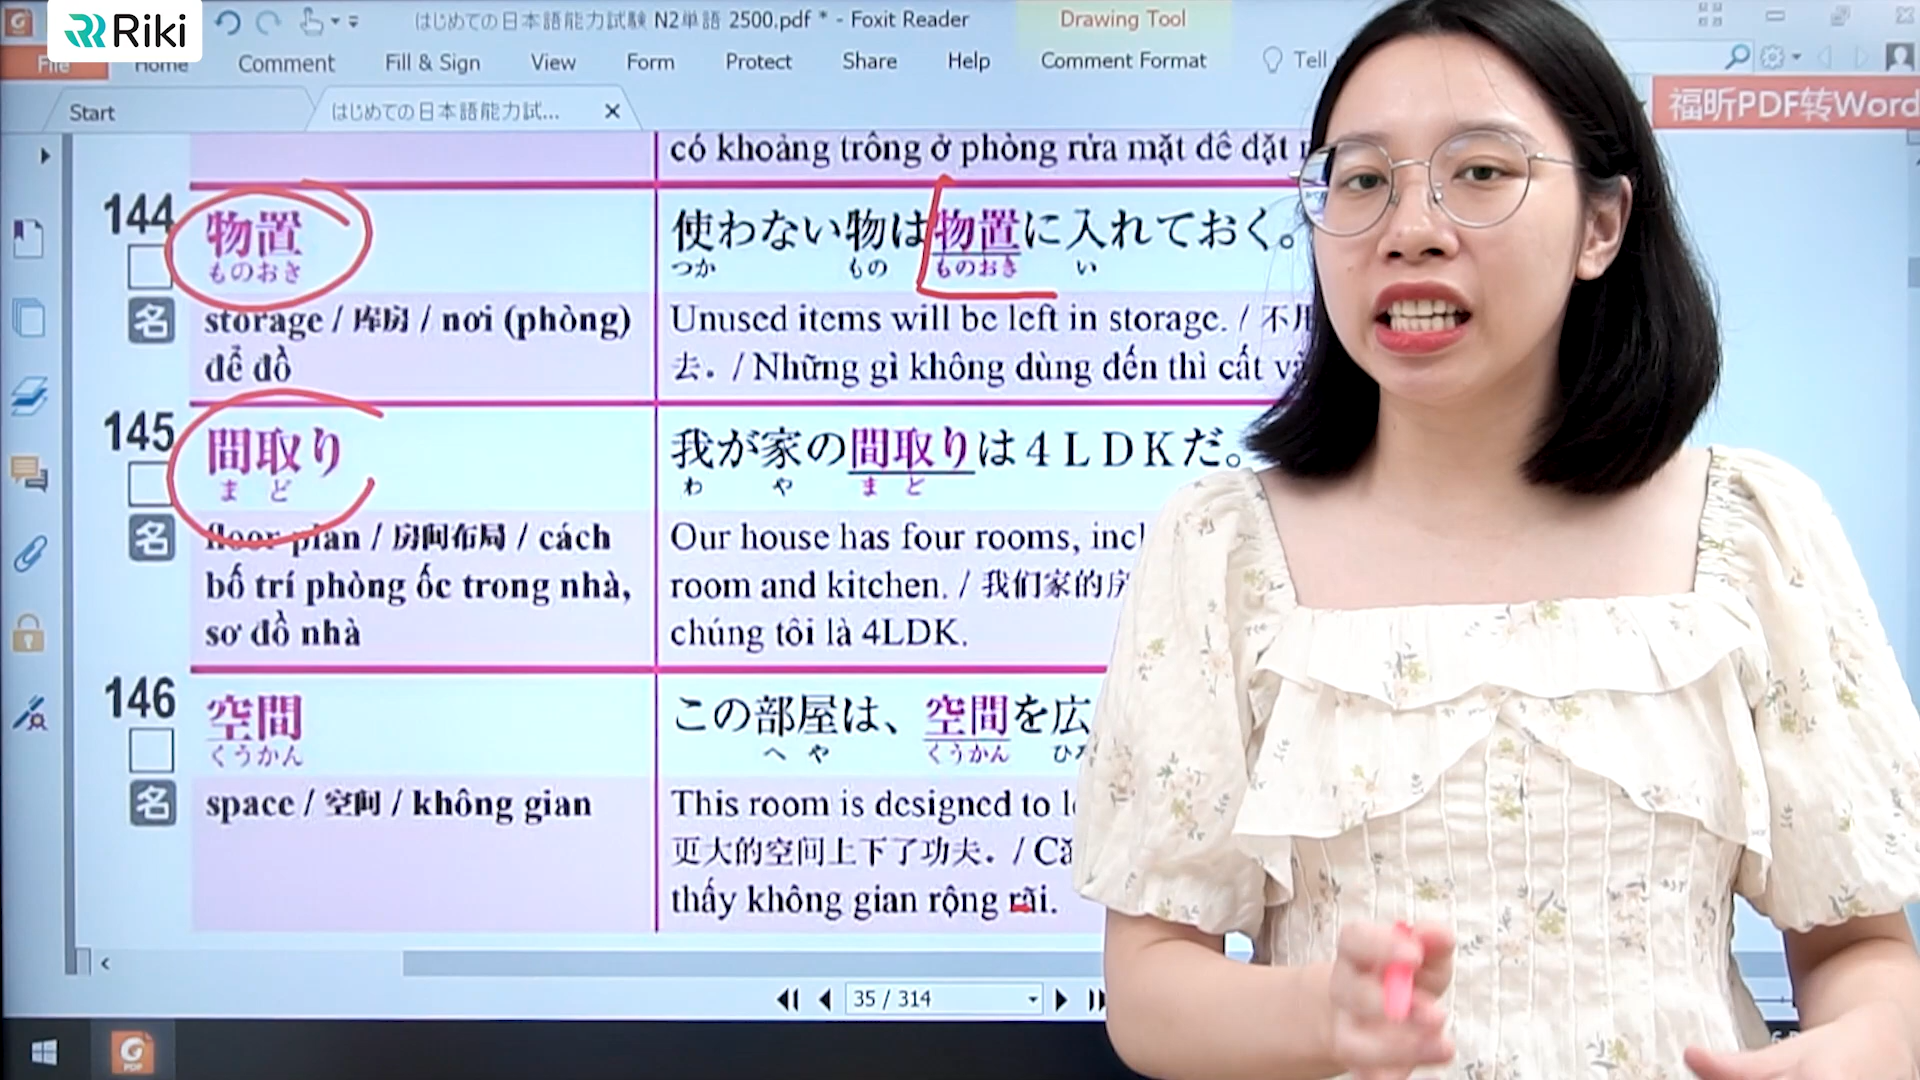 Riki
はじめての日本語能力試験 N2単語 2500.pdf * - Foxit Reader
Drawing Tool
File Home Comment Fill & Sign View Form Protect Share Help Comment Format Tell
Start
はじめての日本語能力試...
福昕PDF转Word
có khoảng trông ở phòng rửa mặt dê dặt
144
物置
ものおき
使わない物は物置に入れておく。
つか もの ものおき い
名
storage / 库房 / nơi (phòng)
để đồ
Unused items will be left in storage. / 不用
去。/ Những gì không dùng đến thì cất
145
間取り
まど
我が家の間取りは4LDKだ。
わ や まど
名
floor plan / 房间布局 / cách
bố trí phòng ốc trong nhà,
sơ đồ nhà
Our house has four rooms,
room and kitchen. / 我们家的
chúng tôi là 4LDK.
146
空間
くうかん
この部屋は、空間を広
へや くうかん ひろ
名
space / 空间 / không gian
This room is designed to
更大的空间上下了功夫。/
thấy không gian rộng rãi.
35 / 314
PDF